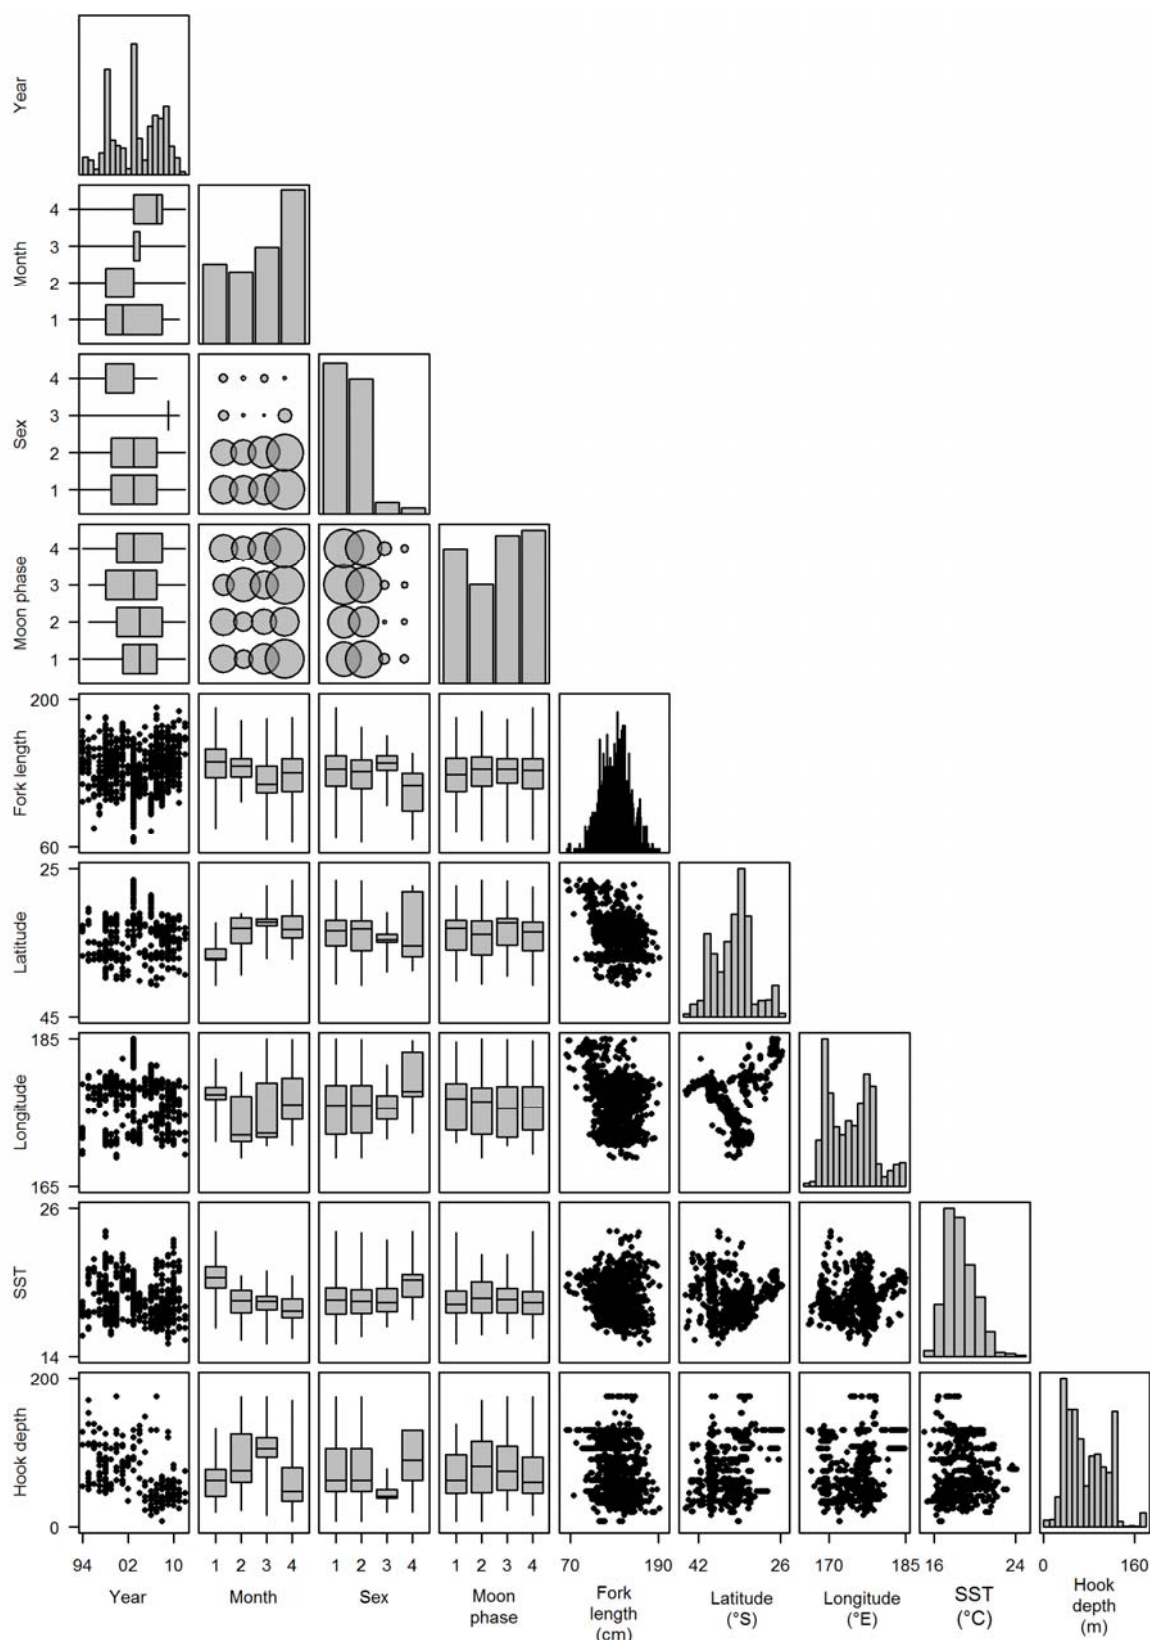 Year
4
3
2
1
Month
4
3
2
1
Sex
4
3
2
1
Moon phase
200
60
Fork length
25
45
Latitude
185
165
Longitude
26
14
SST
200
0
Hook depth
94 02 10 1 2 3 4 1 2 3 4 1 2 3 4 70 190 42 26 170 185 16 24 0 160
Year Month Sex Moon phase Fork length (cm) Latitude (°S) Longitude (°E) SST (°C) Hook depth (m)